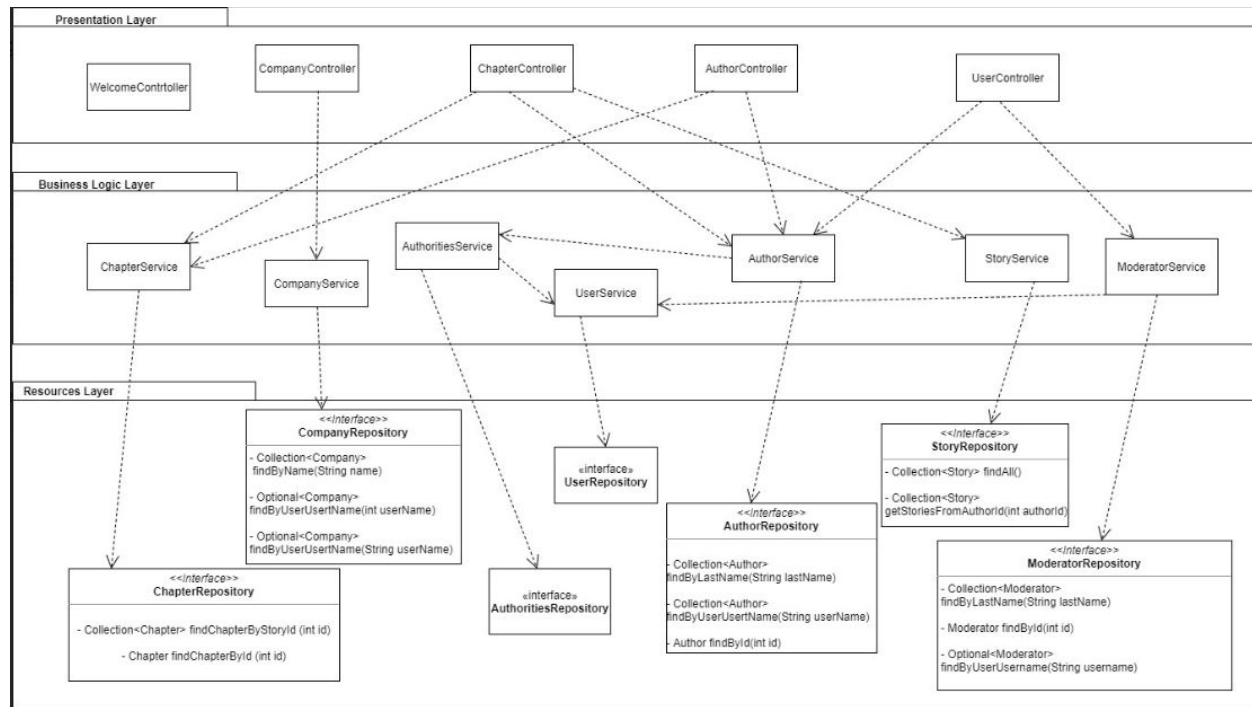 Presentation Layer
WelcomeContrtoller
CompanyController
ChapterController
AuthorController
UserController
Business Logic Layer
ChapterService
CompanyService
AuthoritiesService
UserService
AuthorService
StoryService
ModeratorService
Resources Layer
<<Interface>>
CompanyRepository
- Collection<Company>
findByName(String name)
- Optional<Company>
findByUserUsertName(int userName)
- Optional<Company>
findByUserUsertName(String userName)
<<Interface>>
ChapterRepository
- Collection<Chapter> findChapterByStoryId (int id)
- Chapter findChapterById (int id)
«interface»
UserRepository
«interface»
AuthoritiesRepository
<<Interface>>
AuthorRepository
- Collection<Author>
findByLastName(String lastName)
- Collection<Author>
findByUserUsertName(String userName)
- Author findById(int id)
<<Interface>>
StoryRepository
- Collection<Story> findAll()
- Collection<Story>
getStoriesFromAuthorId(int authorId)
<<Interface>>
ModeratorRepository
- Collection<Moderator>
findByLastName(String lastName)
- Moderator findById(int id)
- Optional<Moderator>
findByUserUsername(String username)